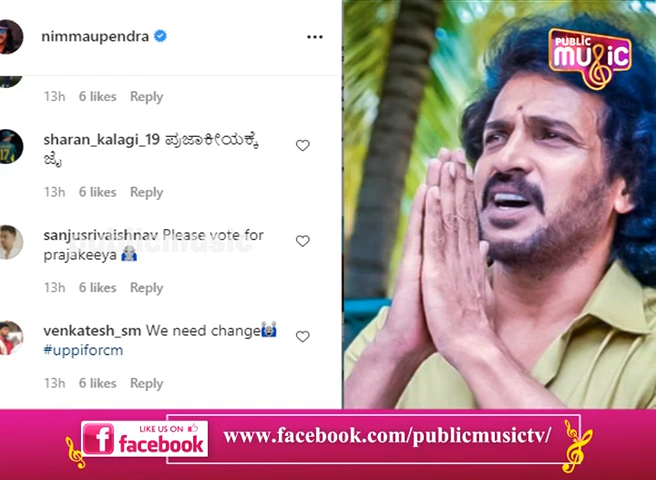 nimmaupendra
...
13h 6 likes Reply
sharan_kalagi_19 ಪ್ರಜಾಕೀಯಕ್ಕೆ
ಜೈ
13h 6 likes Reply
sanjusrivaishnav Please vote for
prajakeeya
publicmusic
13h 6 likes Reply
venkatesh_sm We need change
#uppiforcm
13h 6 likes Reply
PUBLIC
music
LIKE US ON
f facebook
www.facebook.com/publicmusictv/